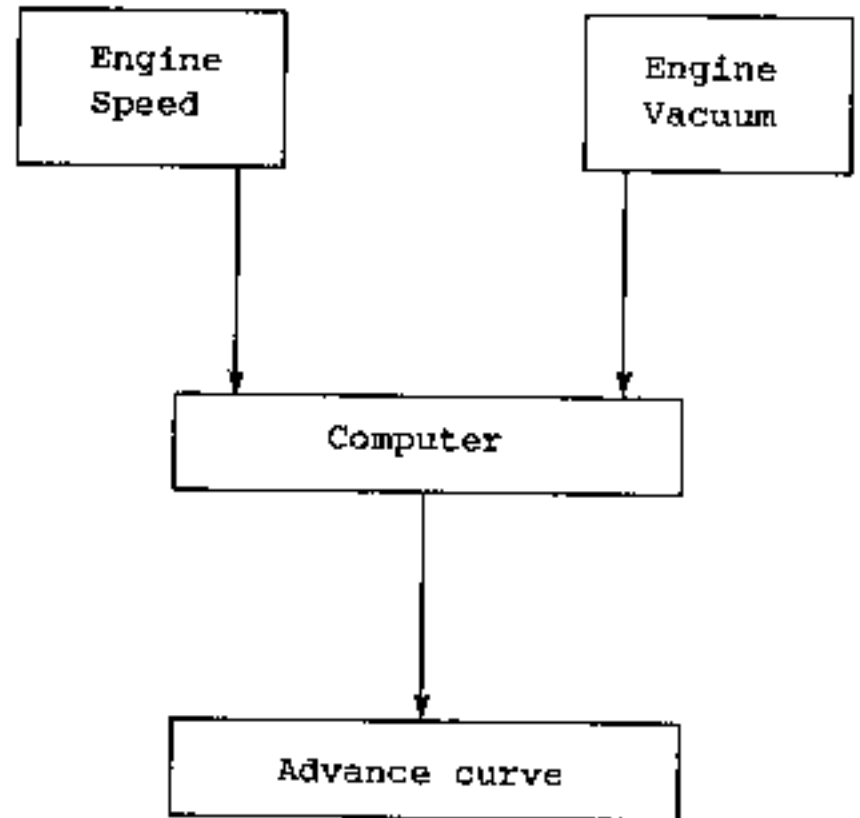 Engine
Speed
Engine
Vacuum
Computer
Advance curve